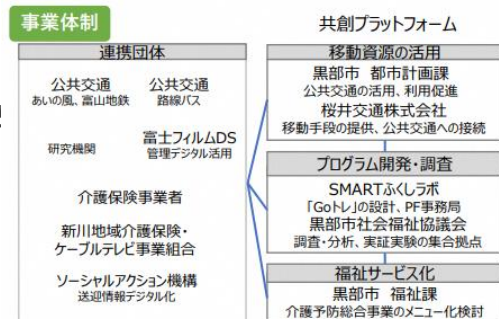 事業体制
連携団体
公共交通
あいの風、富山地鉄
公共交通
路線バス
研究機関
富士フイルムDS
管理デジタル活用
介護保険事業者
新川地域介護保険・
ケーブルテレビ事業組合
ソーシャルアクション機構
送迎情報デジタル化
共創プラットフォーム
移動資源の活用
黒部市 都市計画課
公共交通の活用、利用促進
桜井交通株式会社
移動手段の提供、公共交通への接続
プログラム開発・調査
SMARTふくしラボ
「Goトレ」の設計、PF事務局
黒部市社会福祉協議会
調査・分析、実証実験の集合拠点
福祉サービス化
黒部市 福祉課
介護予防総合事業のメニュー化検討